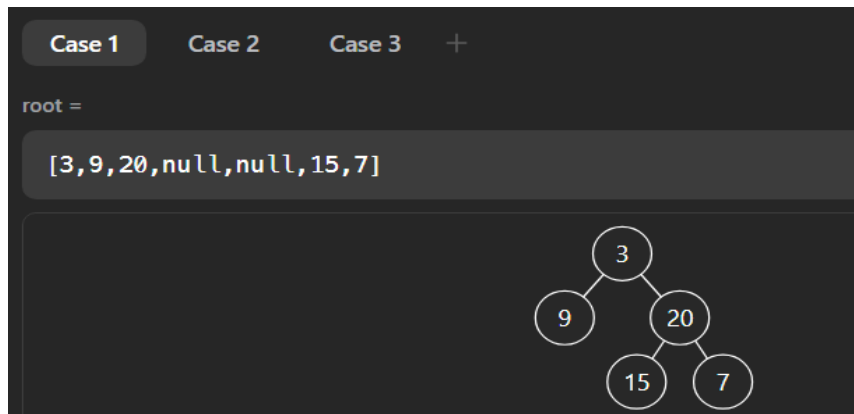 Case 1 Case 2 Case 3 +
root =
[3,9,20,null,null,15,7]
3
9 20
15 7